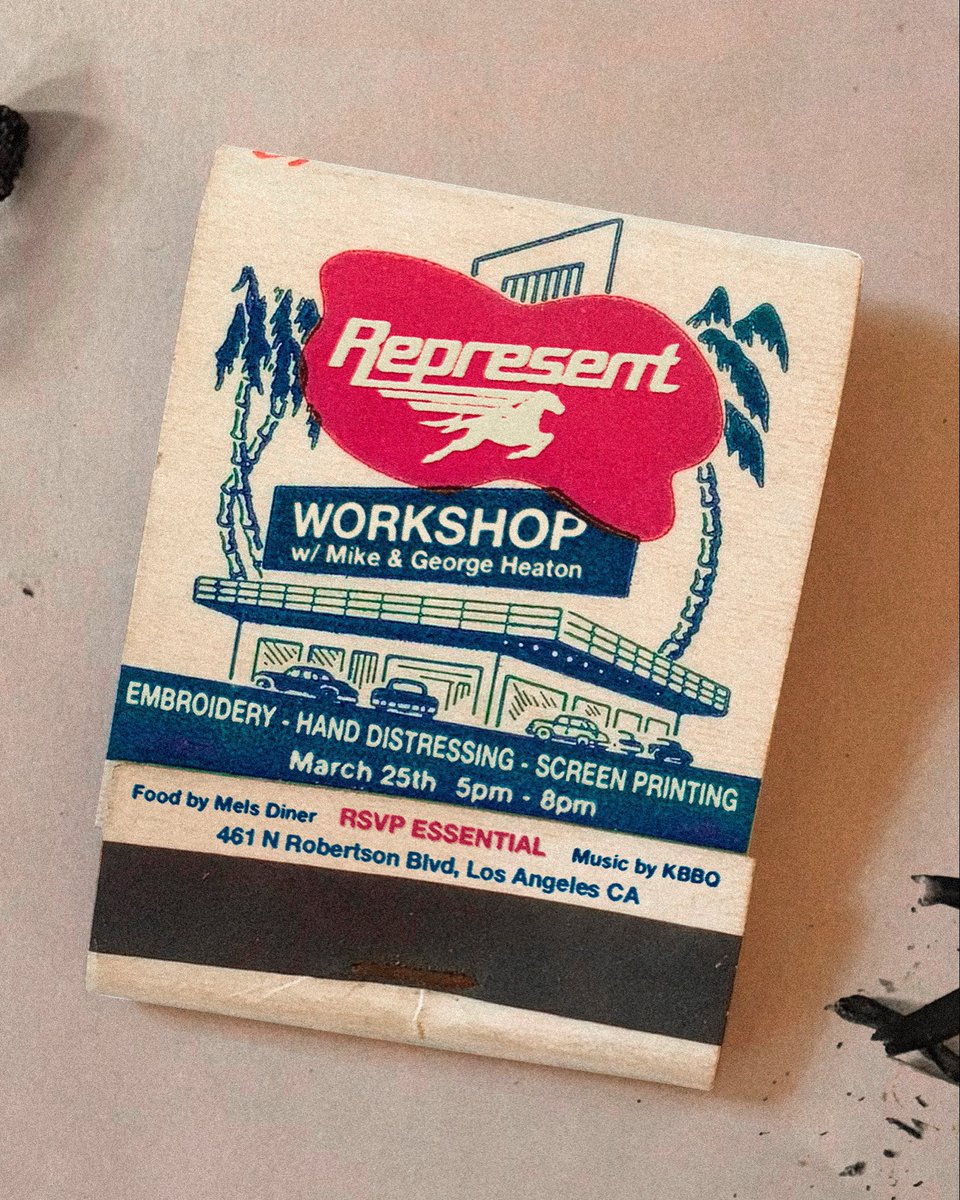 Represent
WORKSHOP
w/ Mike & George Heaton
EMBROIDERY - HAND DISTRESSING - SCREEN PRINTING
March 25th 5pm - 8pm
Food by Mels Diner RSVP ESSENTIAL Music by KBBQ
461 N Robertson Blvd, Los Angeles CA